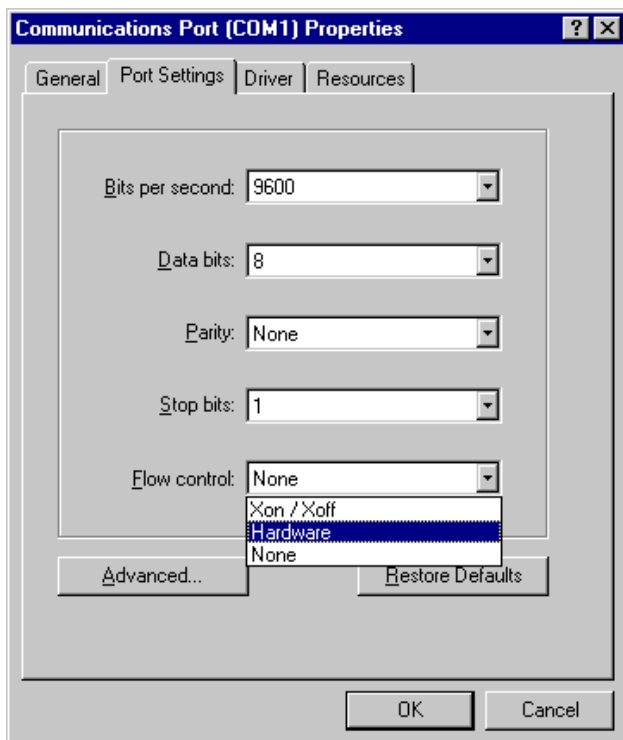 Communications Port (COM1) Properties
General Port Settings Driver Resources
Bits per second: 9600
Data bits: 8
Parity: None
Stop bits: 1
Flow control: None
Xon / Xoff
Hardware
None
Advanced... Restore Defaults
OK Cancel